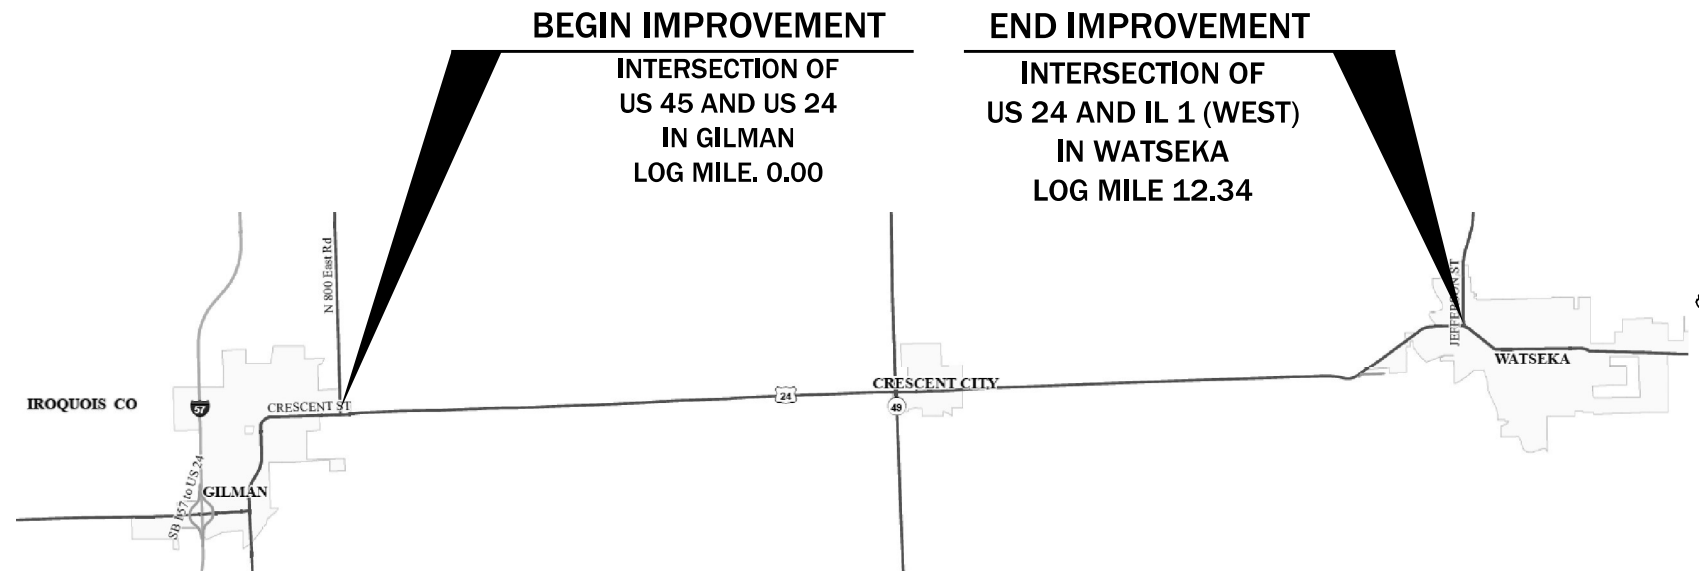 BEGIN IMPROVEMENT
INTERSECTION OF
US 45 AND US 24
IN GILMAN
LOG MILE. 0.00
END IMPROVEMENT
INTERSECTION OF
US 24 AND IL 1 (WEST)
IN WATSEKA
LOG MILE 12.34
N 800 East Rd
JEFFERSON ST
WATSEKA
CRESCENT CITY
24
49
IROQUOIS CO
57
CRESCENT ST
SB I 57 to US 24
GILMAN